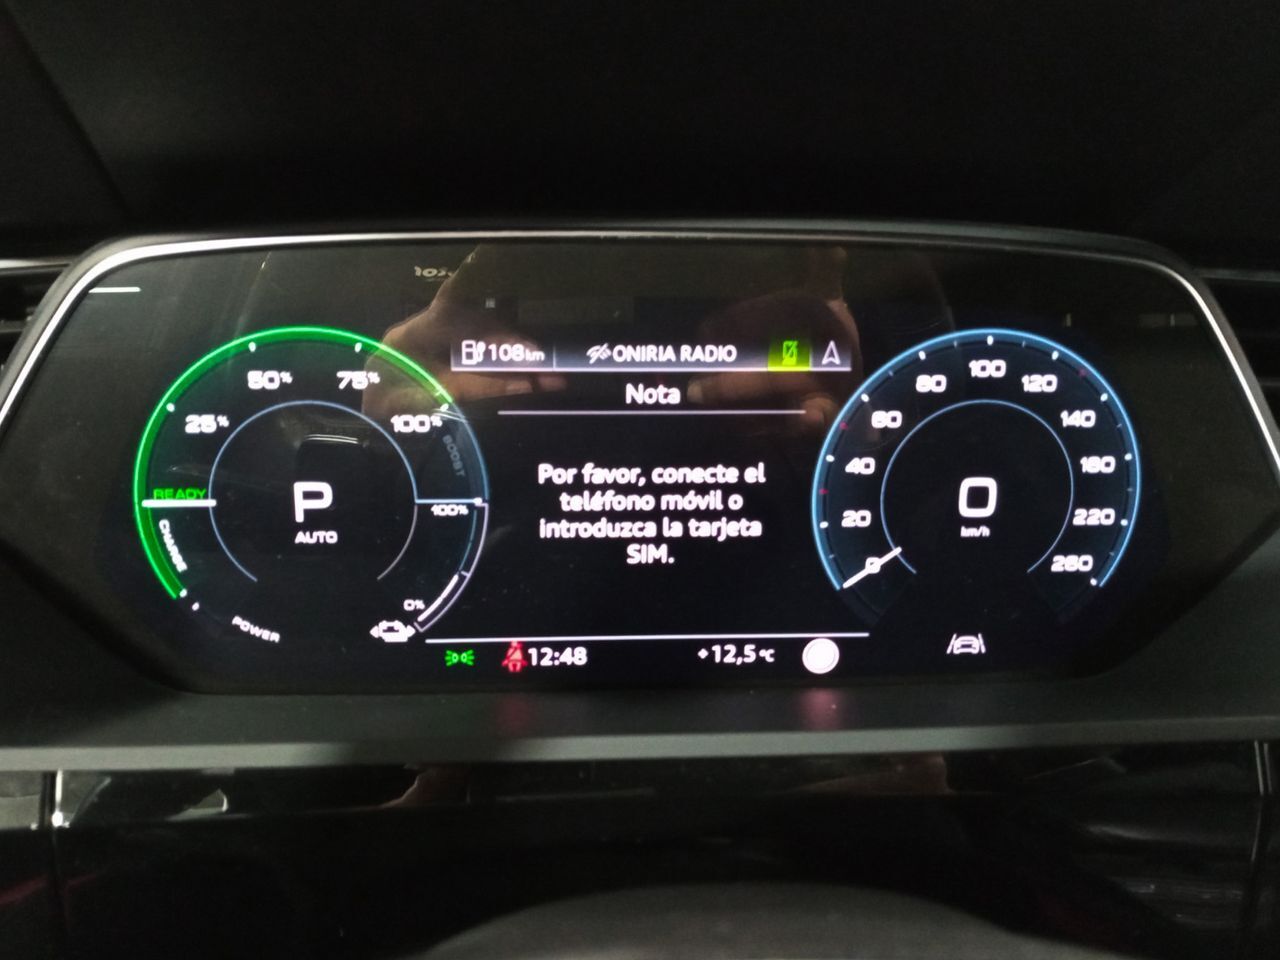 108 km
ONIRIA RADIO
Nota
Por favor, conecte el
teléfono móvil o
introduzca la tarjeta
SIM.
25%
50%
75%
100%
BOOST
READY
CHARGE
POWER
P
AUTO
100%
0%
20
40
60
80
100
120
140
180
220
260
0
km/h
12:48
+12,5 °C